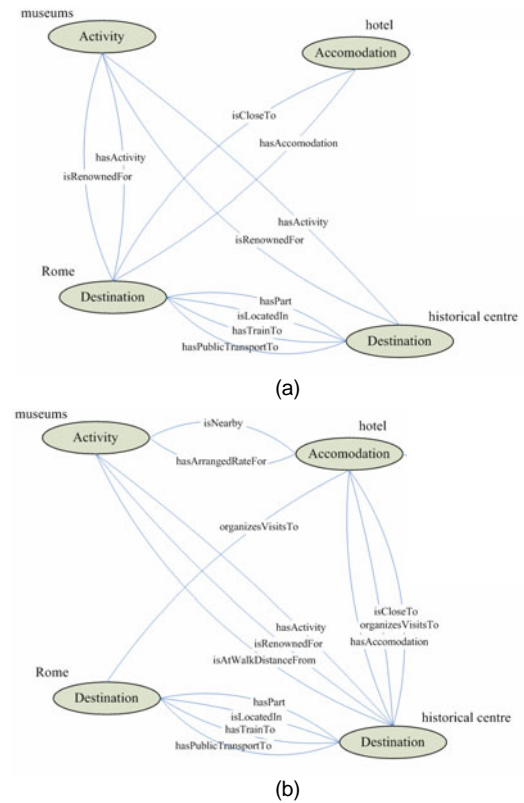 museums
Activity
hotel
Accomodation
isCloseTo
hasAccomodation
hasActivity
isRenownedFor
hasActivity
isRenownedFor
Rome
Destination
hasPart
isLocatedIn
hasTrainTo
hasPublicTransportTo
historical centre
Destination
(a)
museums
Activity
isNearby
hasArrangedRateFor
hotel
Accomodation
organizesVisitsTo
isCloseTo
organizesVisitsTo
hasAccomodation
hasActivity
isRenownedFor
isAtWalkDistanceFrom
Rome
Destination
hasPart
isLocatedIn
hasTrainTo
hasPublicTransportTo
historical centre
Destination
(b)